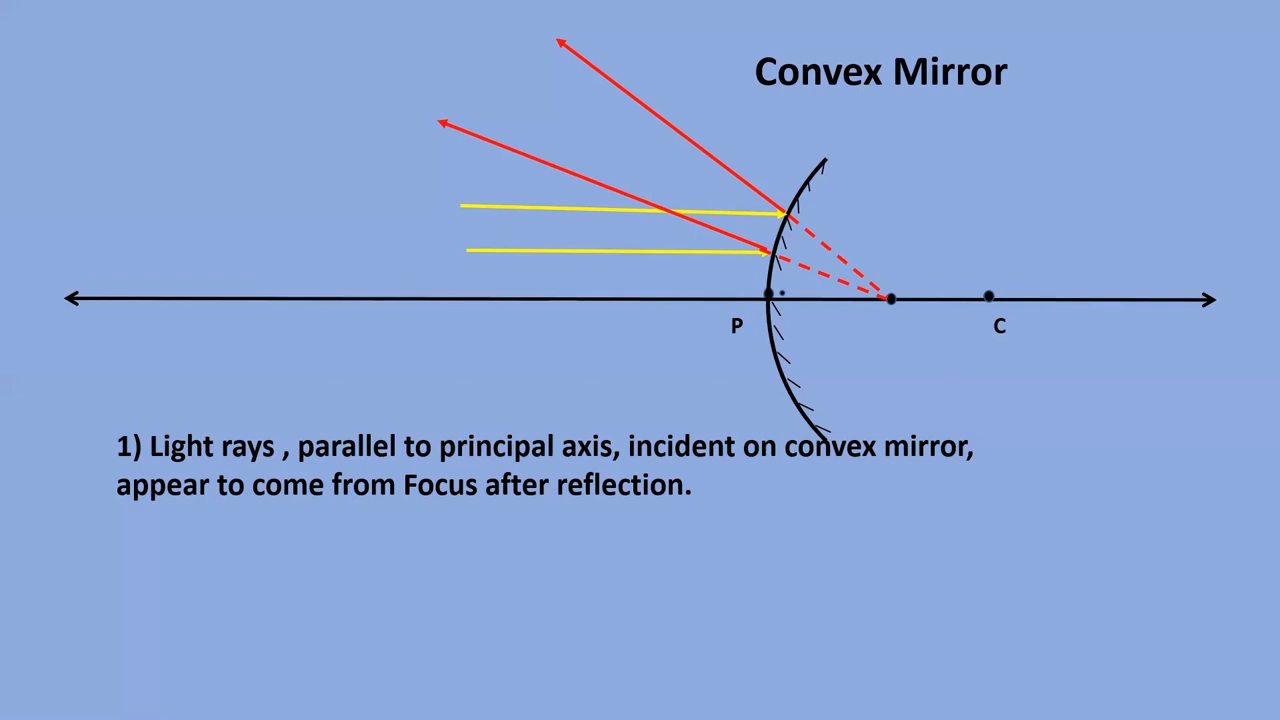 Convex Mirror
P
C
1) Light rays , parallel to principal axis, incident on convex mirror,
appear to come from Focus after reflection.